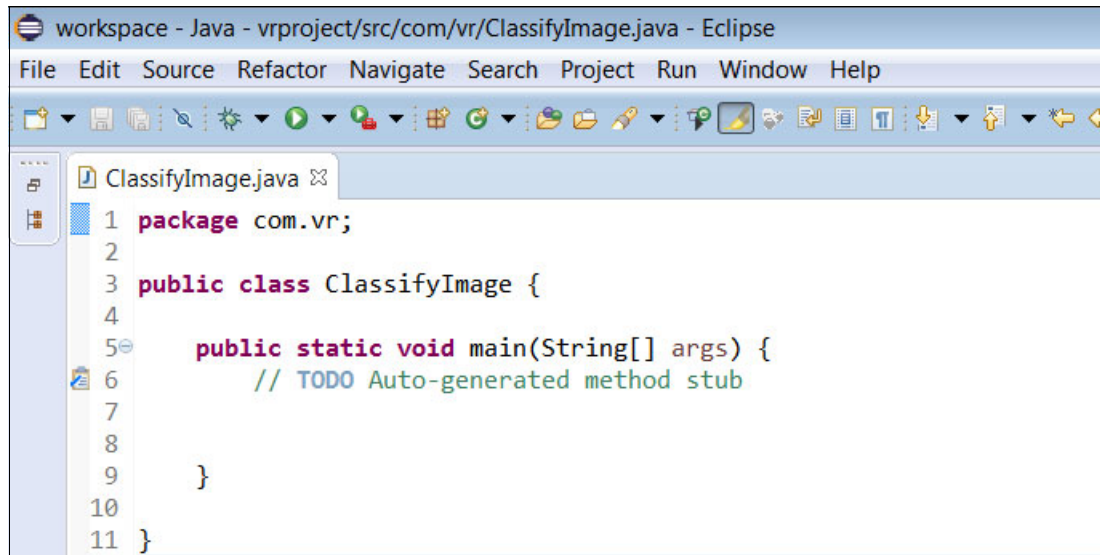 workspace - Java - vrproject/src/com/vr/ClassifyImage.java - Eclipse
File Edit Source Refactor Navigate Search Project Run Window Help
ClassifyImage.java
1 package com.vr;
2
3 public class ClassifyImage {
4
5 public static void main(String[] args) {
6 // TODO Auto-generated method stub
7
8
9 }
10
11 }